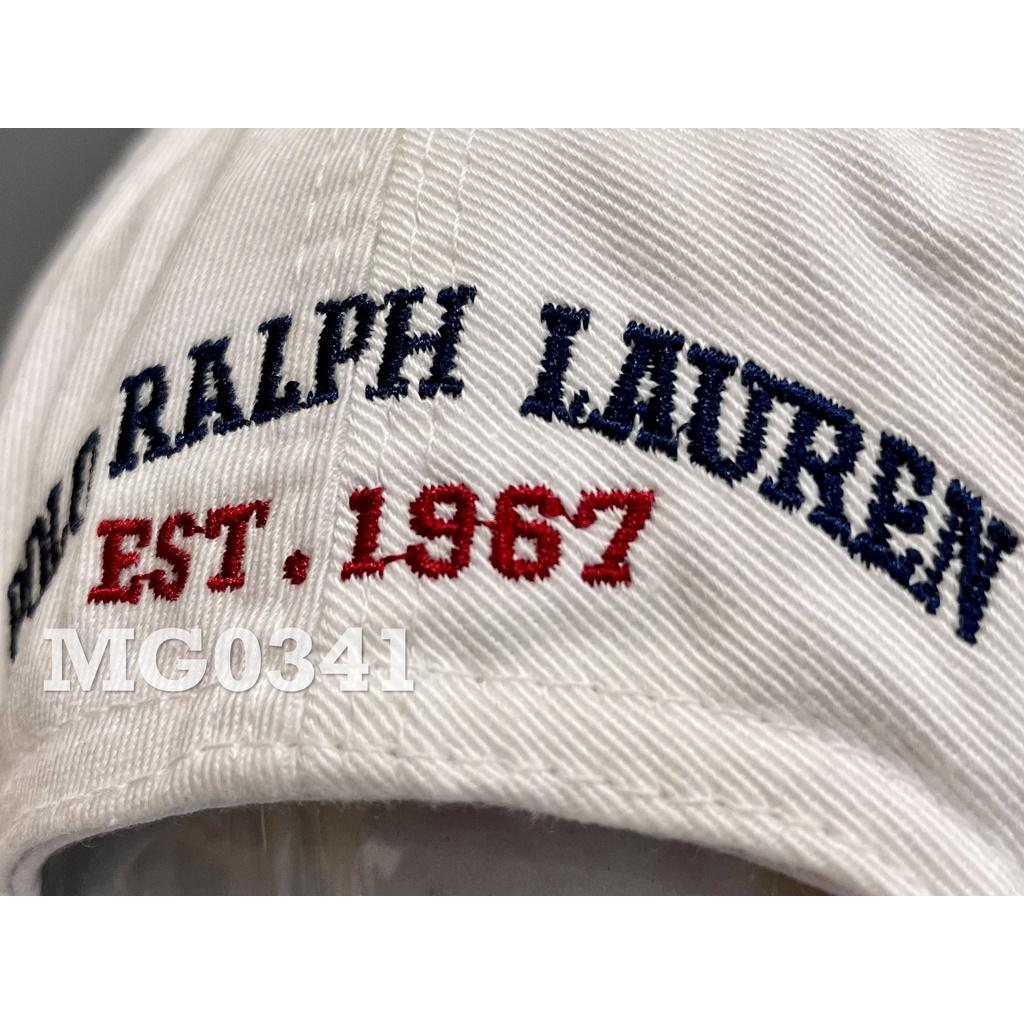 POLO RALPH LAUREN
EST. 1967
MG0341